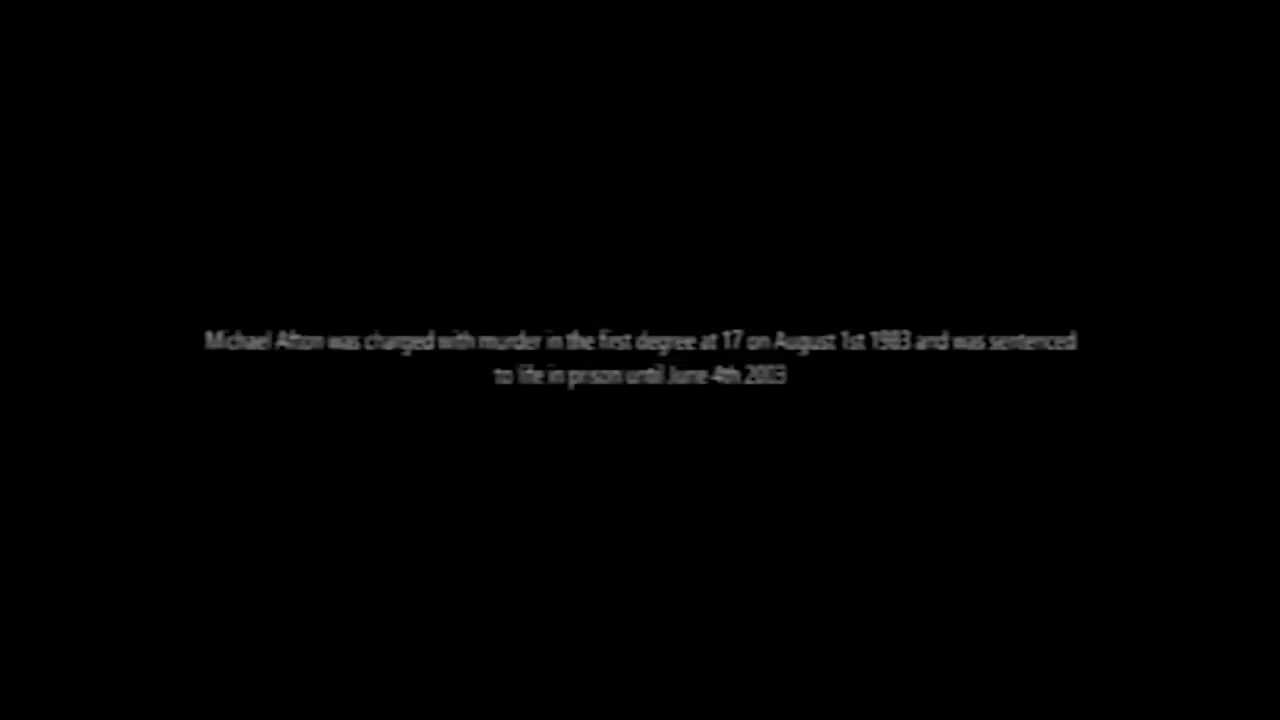 Michael Afton was charged with murder in the first degree at 17 on August 1st 1983 and was sentenced
to life in prison until June 4th 2003